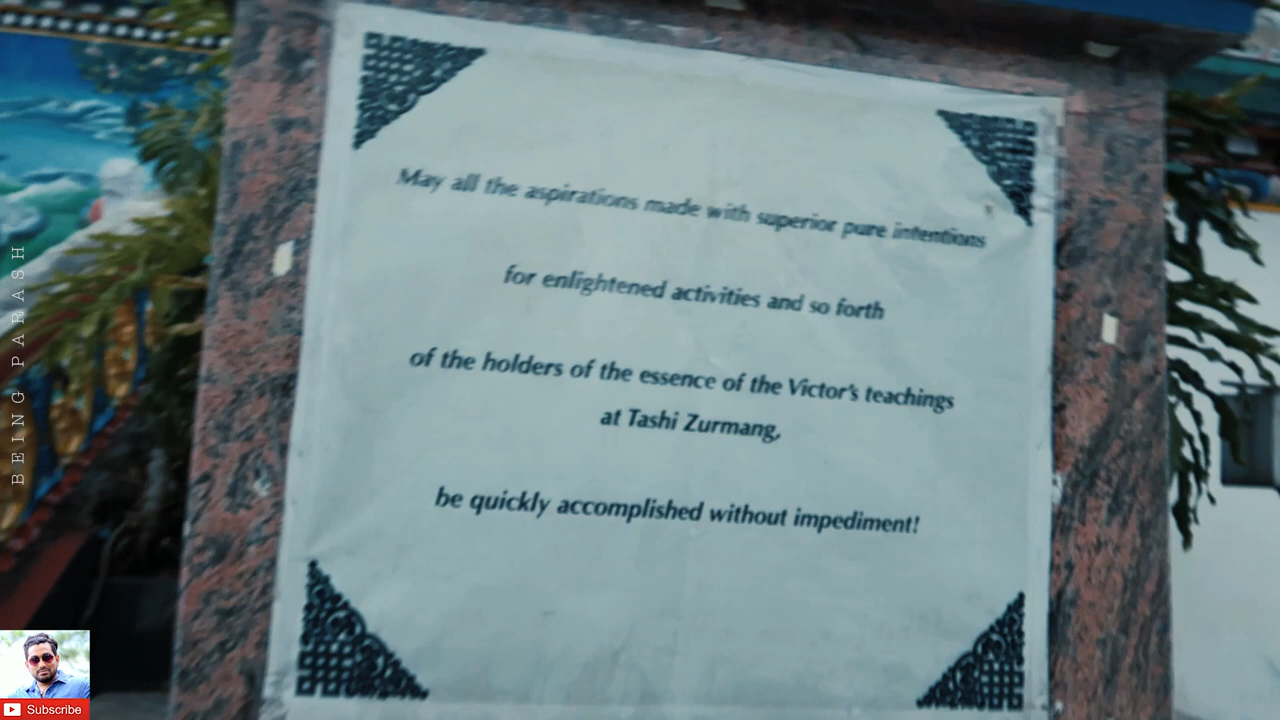 May all the aspirations made with superior pure intentions
for enlightened activities and so forth
of the holders of the essence of the Victor's teachings
at Tashi Zurmang,
be quickly accomplished without impediment!
BEING PARASH
Subscribe